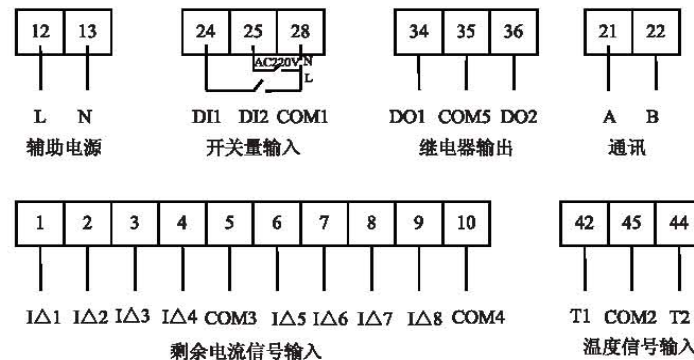 12 13 24 25 28 34 35 36 21 22
AC220V N
L
L N DI1 DI2 COM1 DO1 COM5 DO2 A B
辅助电源 开关量输入 继电器输出 通讯
1 2 3 4 5 6 7 8 9 10 42 45 44
I△1 I△2 I△3 I△4 COM3 I△5 I△6 I△7 I△8 COM4 T1 COM2 T2
剩余电流信号输入 温度信号输入